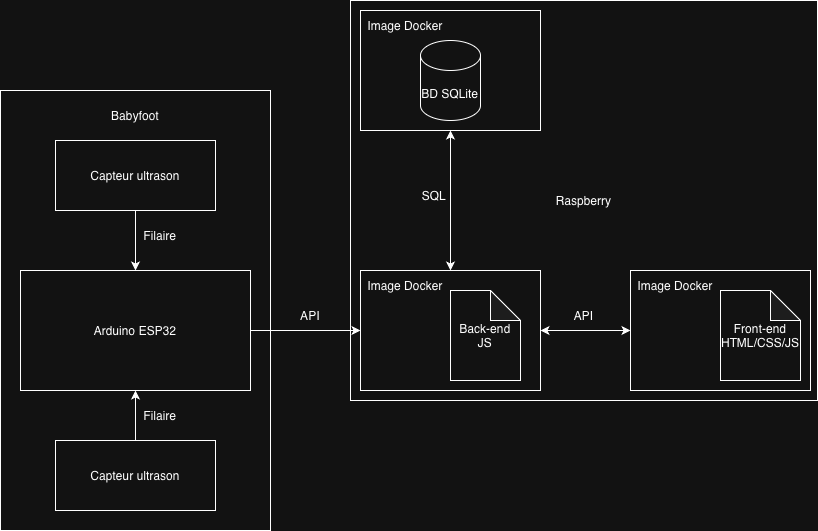 Babyfoot
Capteur ultrason
Filaire
Arduino ESP32
Filaire
Capteur ultrason
API
Image Docker
BD SQLite
SQL
Raspberry
Image Docker
Back-end
JS
API
Image Docker
Front-end
HTML/CSS/JS